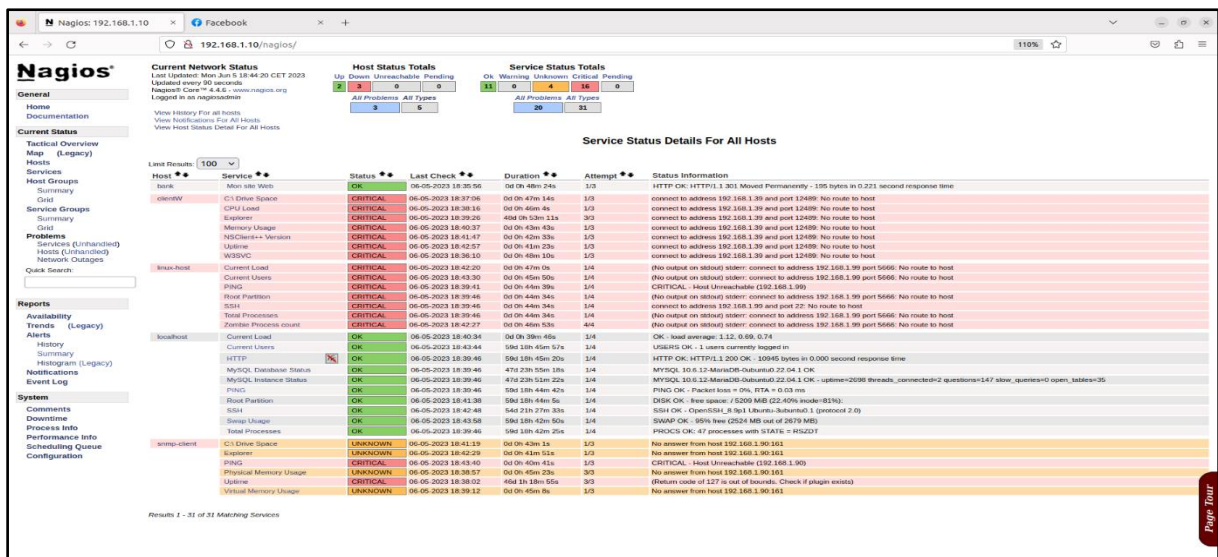 Nagios: 192.168.1.10
Facebook
192.168.1.10/nagios/
110%
Nagios®
General
Home
Documentation
Current Status
Tactical Overview
Map (Legacy)
Hosts
Services
Host Groups
Summary
Grid
Service Groups
Summary
Grid
Problems
Services (Unhandled)
Hosts (Unhandled)
Network Outages
Quick Search:
Reports
Availability
Trends (Legacy)
Alerts
History
Summary
Histogram (Legacy)
Notifications
Event Log
System
Comments
Downtime
Process Info
Performance Info
Scheduling Queue
Configuration
Current Network Status
Last Updated: Mon Jun 5 18:44:20 CET 2023
Updated every 90 seconds
Nagios® Core™ 4.4.6 - www.nagios.org
Logged in as nagiosadmin
View History For all hosts
View Notifications For All Hosts
View Host Status Detail For All Hosts
Host Status Totals
Up Down Unreachable Pending
2 3 0 0
All Problems All Types
3 5
Service Status Totals
Ok Warning Unknown Critical Pending
11 0 4 16 0
All Problems All Types
20 31
Service Status Details For All Hosts
Limit Results: 100
Host Service Status Last Check Duration Attempt Status Information
bank Mon site Web OK 06-05-2023 18:35:56 0d 0h 48m 24s 1/3 HTTP OK: HTTP/1.1 301 Moved Permanently - 195 bytes in 0.221 second response time
clientW C:\ Drive Space CRITICAL 06-05-2023 18:37:06 0d 0h 47m 14s 1/3 connect to address 192.168.1.39 and port 12489: No route to host
CPU Load CRITICAL 06-05-2023 18:38:16 0d 0h 46m 4s 1/3 connect to address 192.168.1.39 and port 12489: No route to host
Explorer CRITICAL 06-05-2023 18:39:26 46d 0h 53m 11s 3/3 connect to address 192.168.1.39 and port 12489: No route to host
Memory Usage CRITICAL 06-05-2023 18:40:37 0d 0h 43m 43s 1/3 connect to address 192.168.1.39 and port 12489: No route to host
NSClient++ Version CRITICAL 06-05-2023 18:41:47 0d 0h 42m 33s 1/3 connect to address 192.168.1.39 and port 12489: No route to host
Uptime CRITICAL 06-05-2023 18:42:57 0d 0h 41m 23s 1/3 connect to address 192.168.1.39 and port 12489: No route to host
W3SVC CRITICAL 06-05-2023 18:36:10 0d 0h 48m 10s 1/3 connect to address 192.168.1.39 and port 12489: No route to host
linux-host Current Load CRITICAL 06-05-2023 18:42:20 0d 0h 47m 0s 1/4 (No output on stdout) stderr: connect to address 192.168.1.99 port 5666: No route to host
Current Users CRITICAL 06-05-2023 18:43:30 0d 0h 45m 50s 1/4 (No output on stdout) stderr: connect to address 192.168.1.99 port 5666: No route to host
PING CRITICAL 06-05-2023 18:39:41 0d 0h 44m 39s 1/4 CRITICAL - Host Unreachable (192.168.1.99)
Root Partition CRITICAL 06-05-2023 18:39:46 0d 0h 44m 34s 1/4 (No output on stdout) stderr: connect to address 192.168.1.99 port 5666: No route to host
SSH CRITICAL 06-05-2023 18:39:46 0d 0h 44m 34s 1/4 connect to address 192.168.1.99 and port 22: No route to host
Total Processes CRITICAL 06-05-2023 18:39:46 0d 0h 44m 34s 1/4 (No output on stdout) stderr: connect to address 192.168.1.99 port 5666: No route to host
Zombie Process count CRITICAL 06-05-2023 18:42:27 0d 0h 46m 53s 4/4 (No output on stdout) stderr: connect to address 192.168.1.99 port 5666: No route to host
localhost Current Load OK 06-05-2023 18:40:34 0d 0h 39m 46s 1/4 OK - load average: 1.12, 0.69, 0.74
Current Users OK 06-05-2023 18:43:44 59d 18h 45m 57s 1/4 USERS OK - 1 users currently logged in
HTTP OK 06-05-2023 18:39:46 59d 18h 45m 20s 1/4 HTTP OK: HTTP/1.1 200 OK - 10945 bytes in 0.000 second response time
MySQL Database Status OK 06-05-2023 18:39:46 47d 23h 55m 18s 1/4 MYSQL 10.6.12-MariaDB-0ubuntu0.22.04.1 OK
MySQL Instance Status OK 06-05-2023 18:39:46 47d 23h 51m 22s 1/4 MYSQL 10.6.12-MariaDB-0ubuntu0.22.04.1 OK - uptime=2698 threads_connected=2 questions=147 slow_queries=0 open_tables=35
PING OK 06-05-2023 18:39:46 59d 18h 44m 42s 1/4 PING OK - Packet loss = 0%, RTA = 0.03 ms
Root Partition OK 06-05-2023 18:41:38 59d 18h 44m 5s 1/4 DISK OK - free space: / 5209 MiB (22.40% inode=81%):
SSH OK 06-05-2023 18:42:48 54d 21h 27m 33s 1/4 SSH OK - OpenSSH_8.9p1 Ubuntu-3ubuntu0.1 (protocol 2.0)
Swap Usage OK 06-05-2023 18:43:58 59d 18h 42m 50s 1/4 SWAP OK - 95% free (2524 MB out of 2679 MB)
Total Processes OK 06-05-2023 18:39:46 59d 18h 42m 25s 1/4 PROCS OK: 47 processes with STATE = RSZDT
snmp-client C:\ Drive Space UNKNOWN 06-05-2023 18:41:19 0d 0h 43m 1s 1/3 No answer from host 192.168.1.90:161
Explorer UNKNOWN 06-05-2023 18:42:29 0d 0h 41m 51s 1/3 No answer from host 192.168.1.90:161
PING CRITICAL 06-05-2023 18:43:40 0d 0h 40m 41s 1/3 CRITICAL - Host Unreachable (192.168.1.90)
Physical Memory Usage UNKNOWN 06-05-2023 18:38:57 0d 0h 45m 23s 3/3 No answer from host 192.168.1.90:161
Uptime CRITICAL 06-05-2023 18:38:02 46d 1h 18m 55s 3/3 (Return code of 127 is out of bounds. Check if plugin exists)
Virtual Memory Usage UNKNOWN 06-05-2023 18:39:12 0d 0h 45m 8s 1/3 No answer from host 192.168.1.90:161
Results 1 - 31 of 31 Matching Services
Page Tour